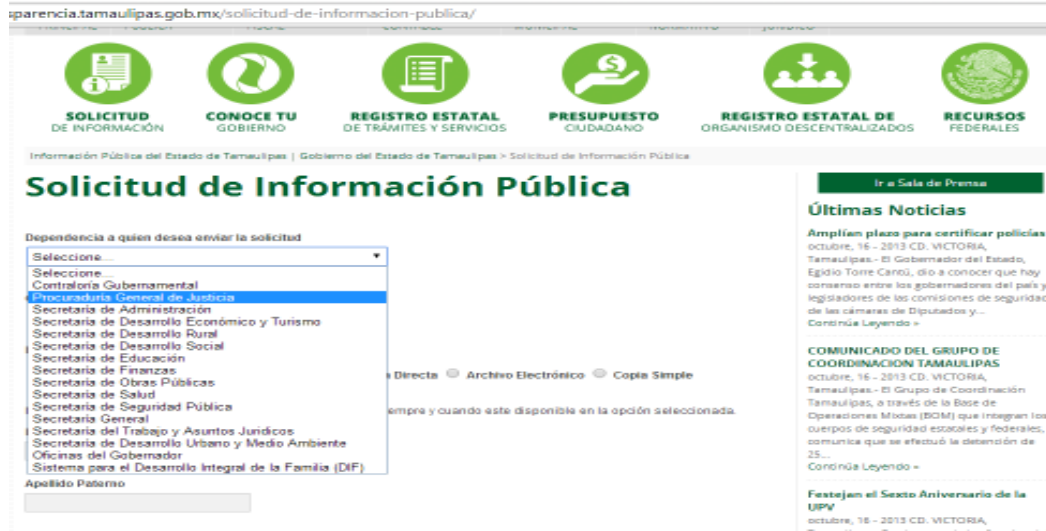 sparencia.tamaulipas.gob.mx/solicitud-de-informacion-publica/
SOLICITUD
DE INFORMACIÓN
CONOCE TU
GOBIERNO
REGISTRO ESTATAL
DE TRÁMITES Y SERVICIOS
PRESUPUESTO
CIUDADANO
REGISTRO ESTATAL DE
ORGANISMO DESCENTRALIZADOS
RECURSOS
FEDERALES
Información Pública del Estado de Tamaulipas | Gobierno del Estado de Tamaulipas > Solicitud de Información Pública
Solicitud de Información Pública
Dependencia a quien desea enviar la solicitud
Seleccione...
Seleccione...
Contraloría Gubernamental
Procuraduría General de Justicia
Secretaría de Administración
Secretaría de Desarrollo Económico y Turismo
Secretaría de Desarrollo Rural
Secretaría de Desarrollo Social
Secretaría de Educación
Secretaría de Finanzas
Secretaría de Obras Públicas
Secretaría de Salud
Secretaría de Seguridad Pública
Secretaría General
Secretaría del Trabajo y Asuntos Jurídicos
Secretaría de Desarrollo Urbano y Medio Ambiente
Oficinas del Gobernador
Sistema para el Desarrollo Integral de la Familia (DIF)
Directa Archivo Electrónico Copia Simple
empre y cuando este disponible en la opción seleccionada.
Apellido Paterno
Ir a Sala de Prensa
Últimas Noticias
Amplían plazo para certificar policías
octubre, 16 - 2013 CD. VICTORIA,
Tamaulipas.- El Gobernador del Estado,
Egidio Torre Cantú, dio a conocer que hay
consenso entre los gobernadores del país y
legisladores de las comisiones de seguridad
de las cámaras de Diputados y...
Continúa Leyendo »
COMUNICADO DEL GRUPO DE
COORDINACION TAMAULIPAS
octubre, 16 - 2013 CD. VICTORIA,
Tamaulipas.- El Grupo de Coordinación
Tamaulipas, a través de la Base de
Operaciones Mixtas (BOM) que integran los
cuerpos de seguridad estatales y federales,
comunica que se efectuó la detención de
25...
Continúa Leyendo »
Festejan el Sexto Aniversario de la
UPV
octubre, 16 - 2013 CD. VICTORIA,